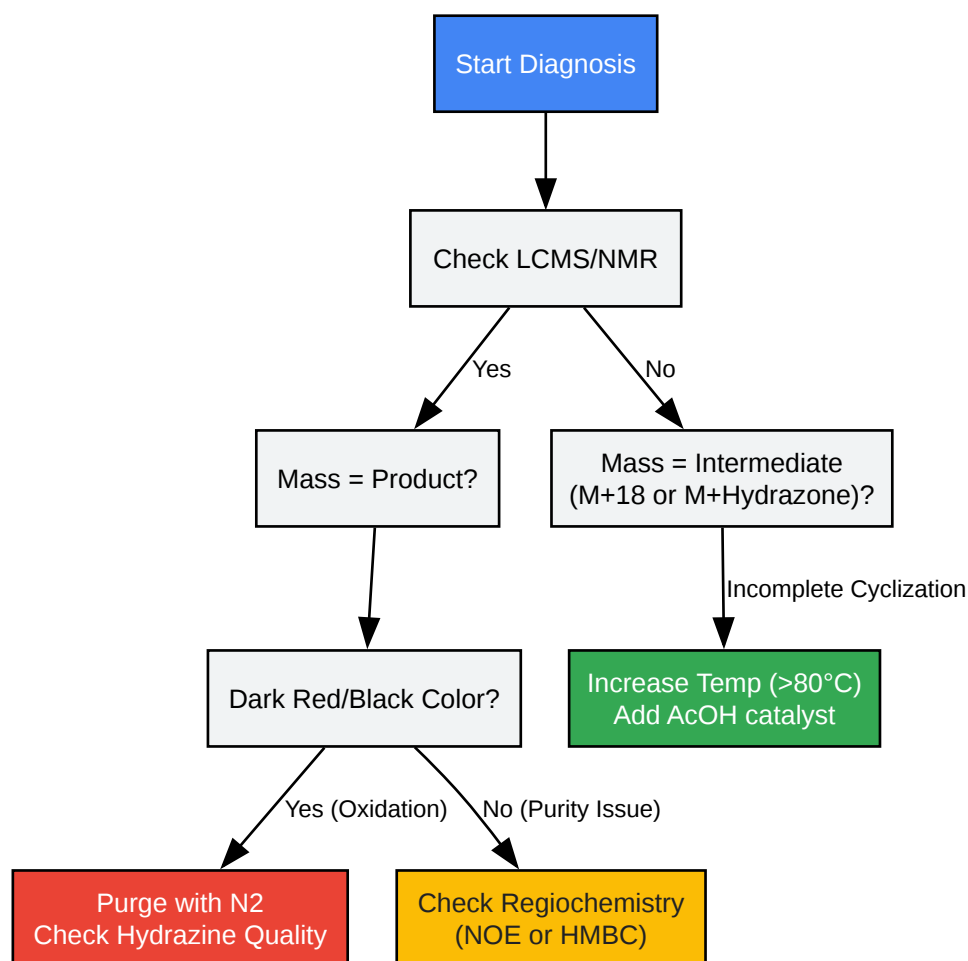 Start Diagnosis
Check LCMS/NMR
Yes
No
Mass = Product?
Mass = Intermediate
(M+18 or M+Hydrazone)?
Incomplete Cyclization
Dark Red/Black Color?
Increase Temp (>80°C)
Add AcOH catalyst
Yes (Oxidation)
No (Purity Issue)
Purge with N2
Check Hydrazine Quality
Check Regiochemistry
(NOE or HMBC)